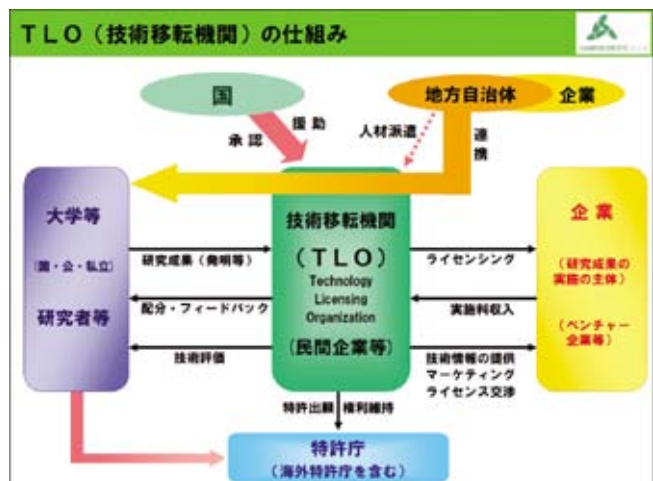 TLO（技術移転機関）の仕組み
国
地方自治体
企業
承認
援助
人材派遣
連携
大学等
（国・公・私立）
研究者等
技術移転機関
（TLO）
Technology
Licensing
Organization
（民間企業等）
企業
（研究成果の
実施の主体）
（ベンチャー
企業等）
研究成果（発明等）
配分・フィードバック
技術評価
ライセンシング
実施料収入
技術情報の提供
マーケティング
ライセンス交渉
特許出願
権利維持
特許庁
（海外特許庁を含む）